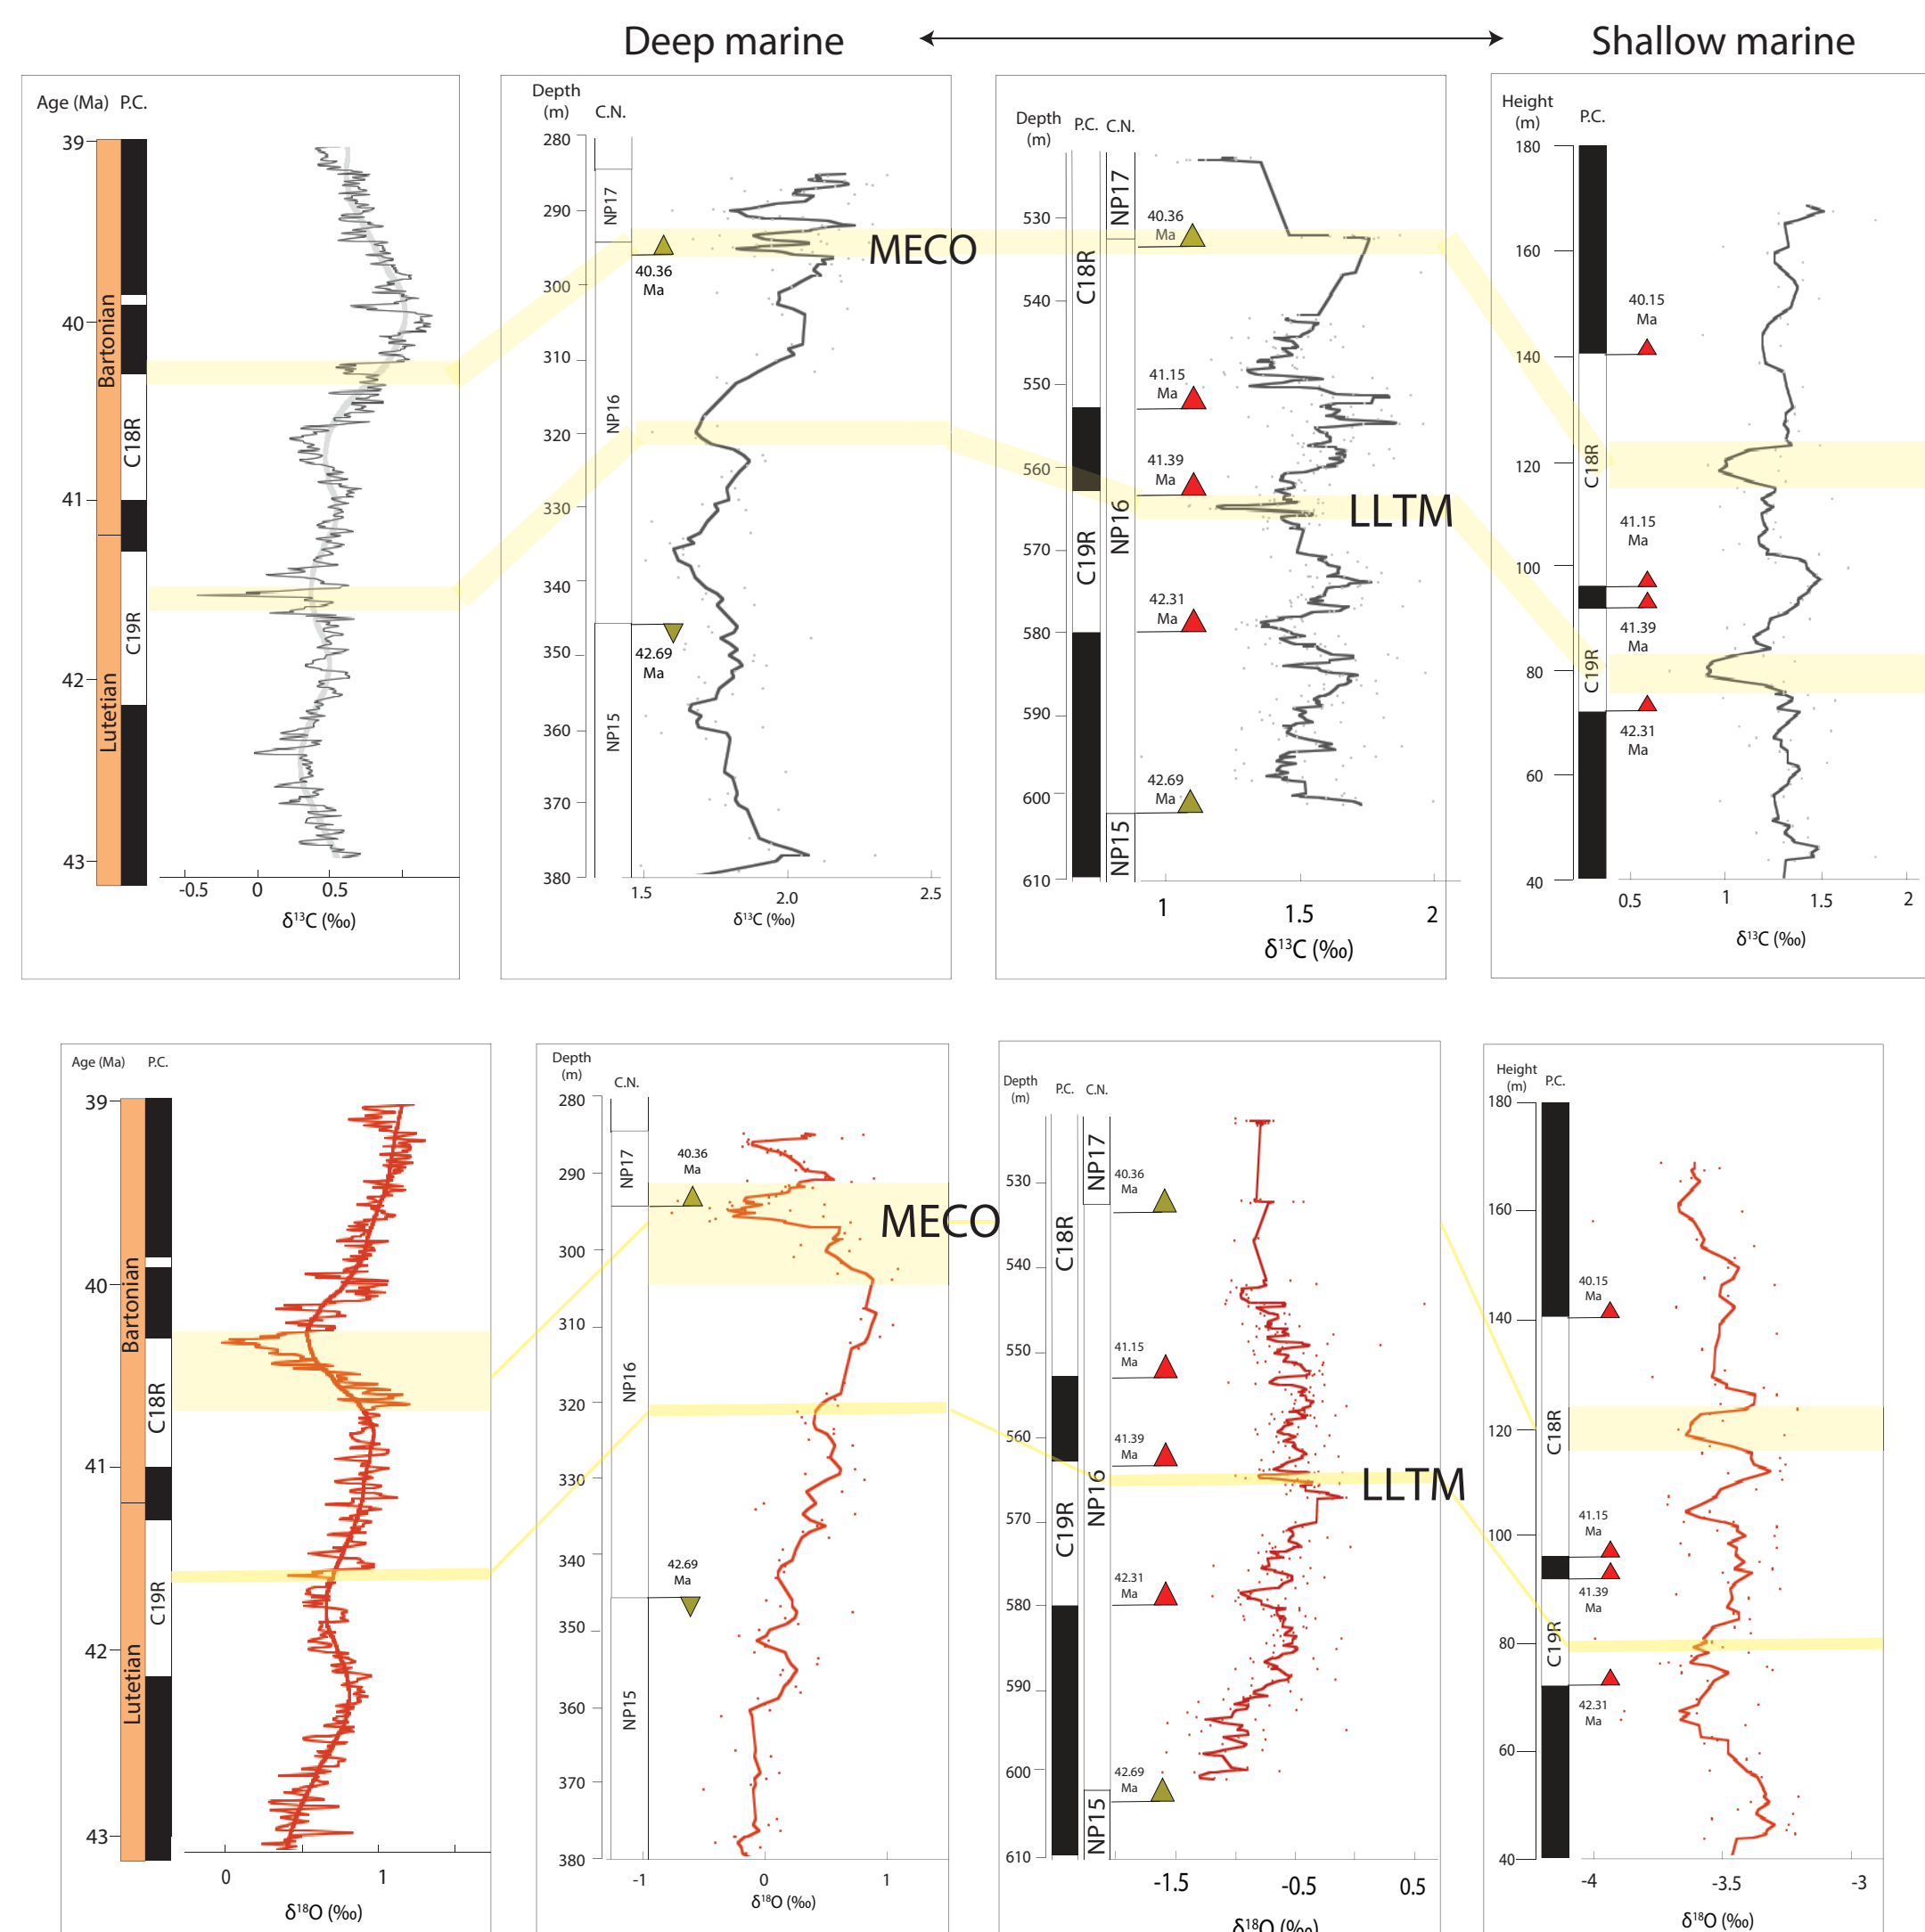 Deep marine
Shallow marine
Age (Ma) P.C.
39
40
41
42
43
Bartonian
Lutetian
C18R
C19R
-0.5 0 0.5
δ¹³C (‰)
Depth
(m)
C.N.
280
290
300
310
320
330
340
350
360
370
380
NP17
NP16
NP15
40.36
Ma
42.69
Ma
MECO
1.5 2.0 2.5
δ¹³C (‰)
Depth
(m)
P.C. C.N.
530
540
550
560
570
580
590
600
610
C18R
C19R
NP17
NP16
NP15
40.36
Ma
41.15
Ma
41.39
Ma
42.31
Ma
42.69
Ma
LLTM
1 1.5 2
δ¹³C (‰)
Height
(m)
P.C.
180
160
140
120
100
80
60
40
C18R
C19R
40.15
Ma
41.15
Ma
41.39
Ma
42.31
Ma
0.5 1 1.5 2
δ¹³C (‰)
Age (Ma) P.C.
39
40
41
42
43
Bartonian
Lutetian
C18R
C19R
0 1
δ¹⁸O (‰)
Depth
(m)
C.N.
280
290
300
310
320
330
340
350
360
370
380
NP17
NP16
NP15
40.36
Ma
42.69
Ma
MECO
-1 0 1
δ¹⁸O (‰)
Depth
(m)
P.C. C.N.
530
540
550
560
570
580
590
600
610
C18R
C19R
NP17
NP16
NP15
40.36
Ma
41.15
Ma
41.39
Ma
42.31
Ma
42.69
Ma
LLTM
-1.5 -0.5 0.5
δ¹⁸O (‰)
Height
(m)
P.C.
180
160
140
120
100
80
60
40
C18R
C19R
40.15
Ma
41.15
Ma
41.39
Ma
42.31
Ma
-4 -3.5 -3
δ¹⁸O (‰)